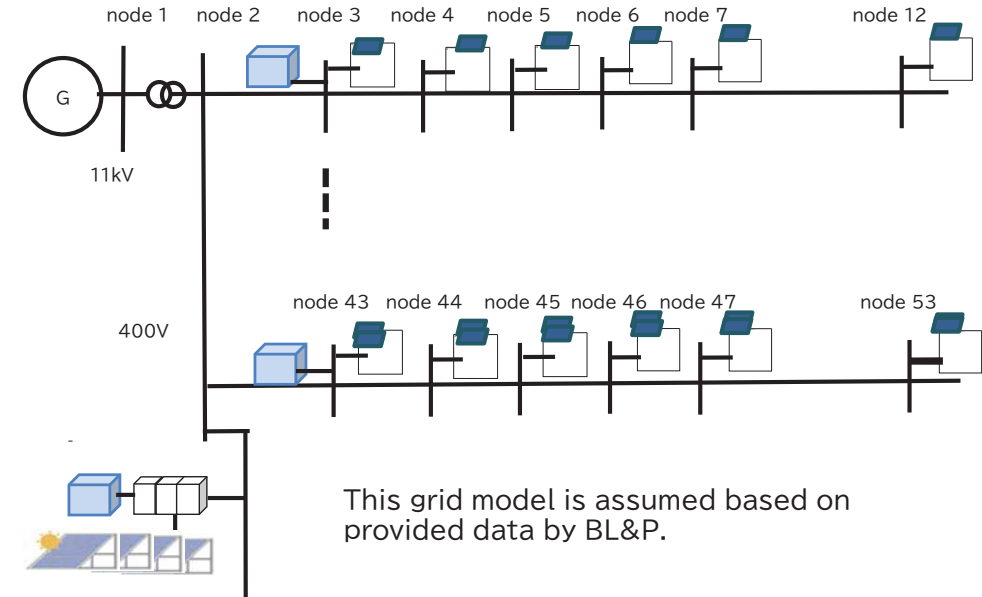 node 1
node 2
node 3
node 4
node 5
node 6
node 7
node 12
G
11kV
node 43
node 44
node 45
node 46
node 47
node 53
400V
-
This grid model is assumed based on
provided data by BL&P.